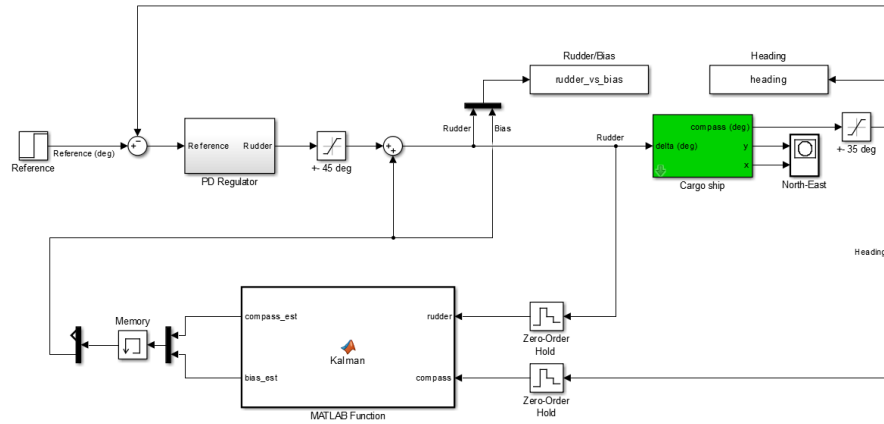 Rudder/Bias
Heading
rudder_vs_bias
heading
Rudder
Bias
Reference
Reference (deg)
Reference
Rudder
PD Regulator
+- 45 deg
Rudder
delta (deg)
compass (deg)
y
x
Cargo ship
North-East
+- 35 deg
Heading
Memory
compass_est
bias_est
rudder
compass
Kalman
MATLAB Function
Zero-Order
Hold
Zero-Order
Hold